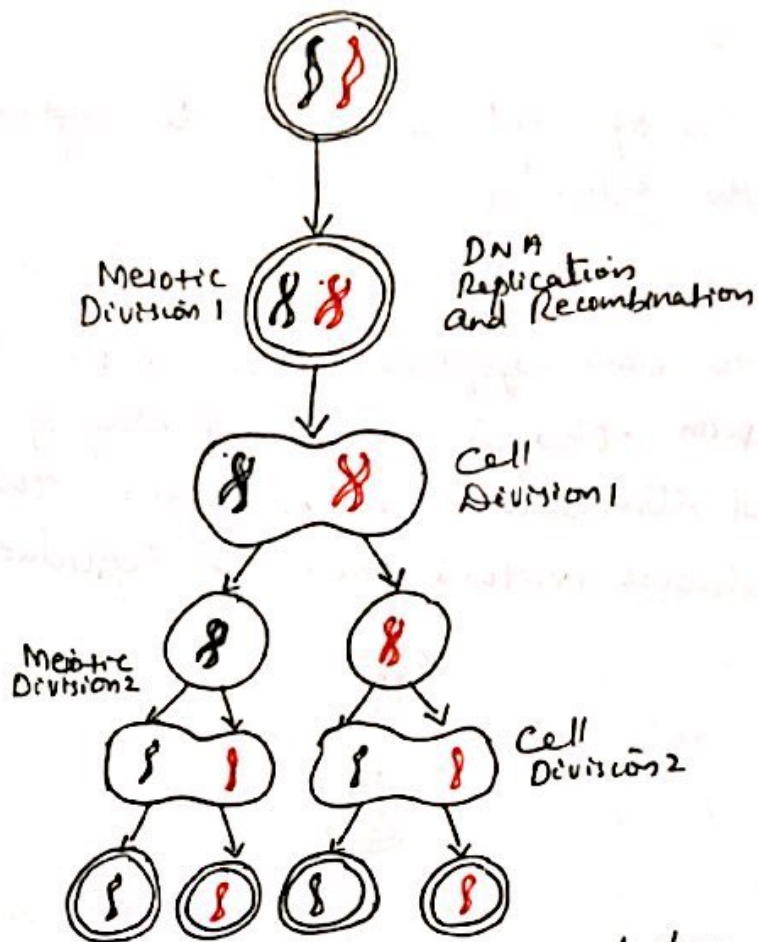 Meiotic
Division 1
DNA
Replication
and Recombination
Cell
Division 1
Meiotic
Division 2
Cell
Division 2